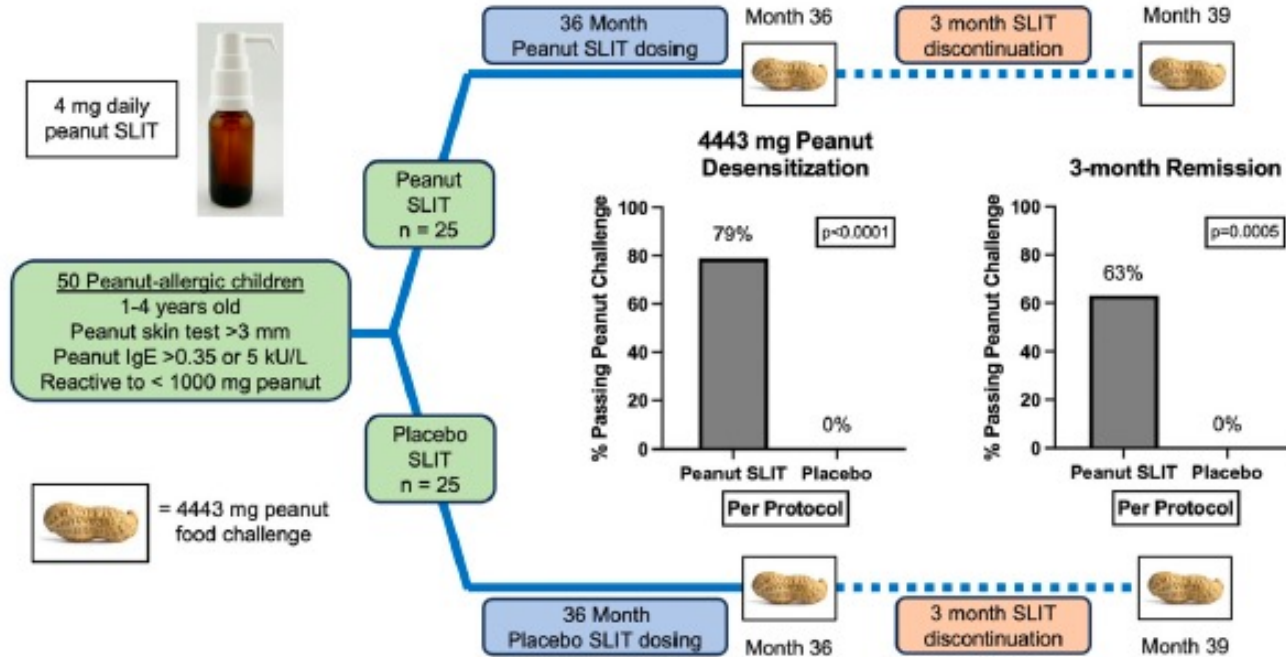 36 Month
Peanut SLIT dosing
Month 36
3 month SLIT
discontinuation
Month 39
4 mg daily
peanut SLIT
Peanut
SLIT
n = 25
50 Peanut-allergic children
1-4 years old
Peanut skin test >3 mm
Peanut IgE >0.35 or 5 kU/L
Reactive to < 1000 mg peanut
Placebo
SLIT
n = 25
= 4443 mg peanut
food challenge
4443 mg Peanut
Desensitization
% Passing Peanut Challenge
100
80
60
40
20
0
79%
p<0.0001
0%
Peanut SLIT Placebo
Per Protocol
3-month Remission
% Passing Peanut Challenge
100
80
60
40
20
0
63%
p=0.0005
0%
Peanut SLIT Placebo
Per Protocol
36 Month
Placebo SLIT dosing
Month 36
3 month SLIT
discontinuation
Month 39